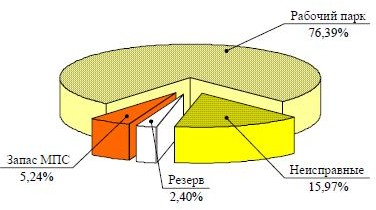 Рабочий парк
76,39%
Запас МПС
5,24%
Резерв
2,40%
Неисправные
15,97%